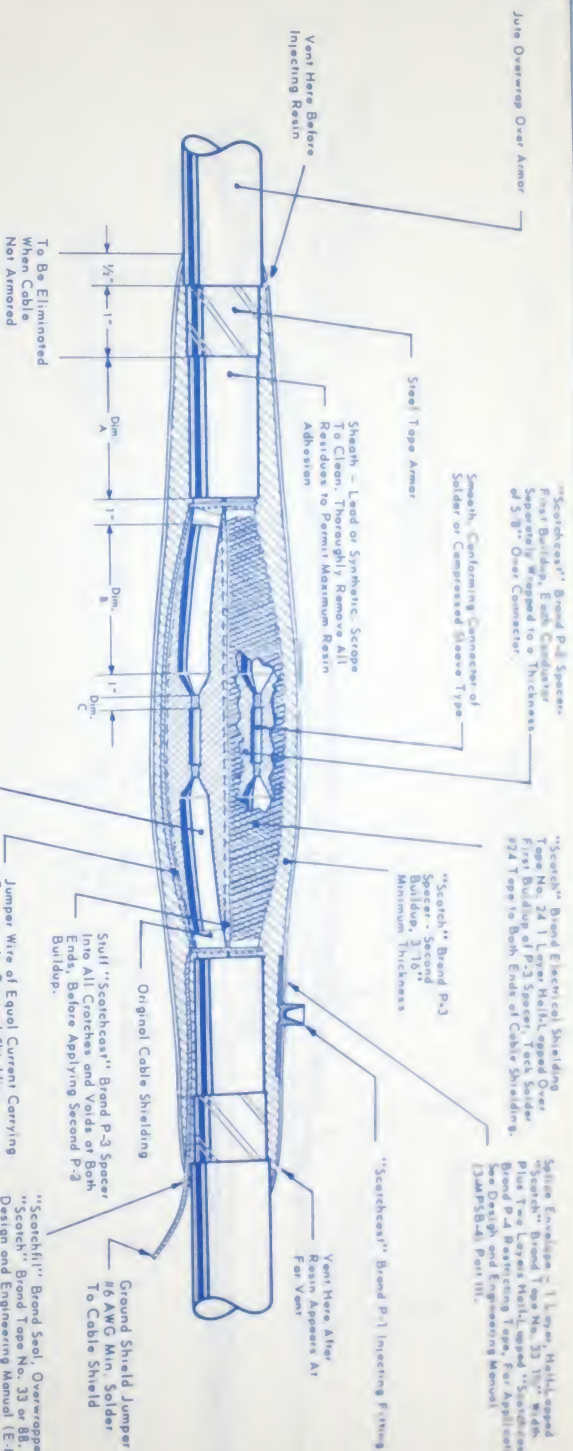 Jute Overwrap Over Armor
"Scotchcast" Brand P-3 Spacer-
First Buildup, Each Conductor
Separately Wrapped to a Thickness
of 5/8" Over Connector.
"Scotch" Brand Electrical Shielding
Tape No. 24 1 Layer Half-Lapped Over
First Buildup of P-3 Spacer, Tack Solder
#24 Tape to Both Ends of Cable Shielding.
Splice Envelope - 1 Layer Half-Lapped
"Scotch" Brand Tape No. 33 1½" Width
Plus Two Layers Half-Lapped "Scotchcast"
Brand P-4 Restricting Tape, For
See Design and Engineering Manual
(3-MPSB-4) Part III.
Vent Here Before
Injecting Resin
Steel Tape Armor
Smooth, Conforming Connector of
Solder or Compressed Sleeve Type
Sheath - Lead or Synthetic. Scrape
To Clean. Thoroughly Remove All
Residues to Permit Maximum Resin
Adhesion
"Scotch" Brand P-3
Spacer - Second
Buildup, 3 16"
Minimum Thickness
"Scotchcast" Brand P-1 Injecting Fitting
Vent Here After
Resin Appears At
Far Vent
½"
1"
Dim.
A
1"
Dim.
B
1"
Dim.
C
To Be Eliminated
When Cable
Not Armored
Original Cable Shielding
Stuff "Scotchcast" Brand P-3 Spacer
Into All Crotches and Voids at Both
Ends, Before Applying Second P-3
Buildup.
Ground Shield Jumper
#6 AWG Min. Solder
To Cable Shield
Jumper Wire of Equal Current Carrying
"Scotchfil" Brand Seal, Overwrapped
"Scotch" Brand Tape No. 33 or 88.
Design and Engineering Manual